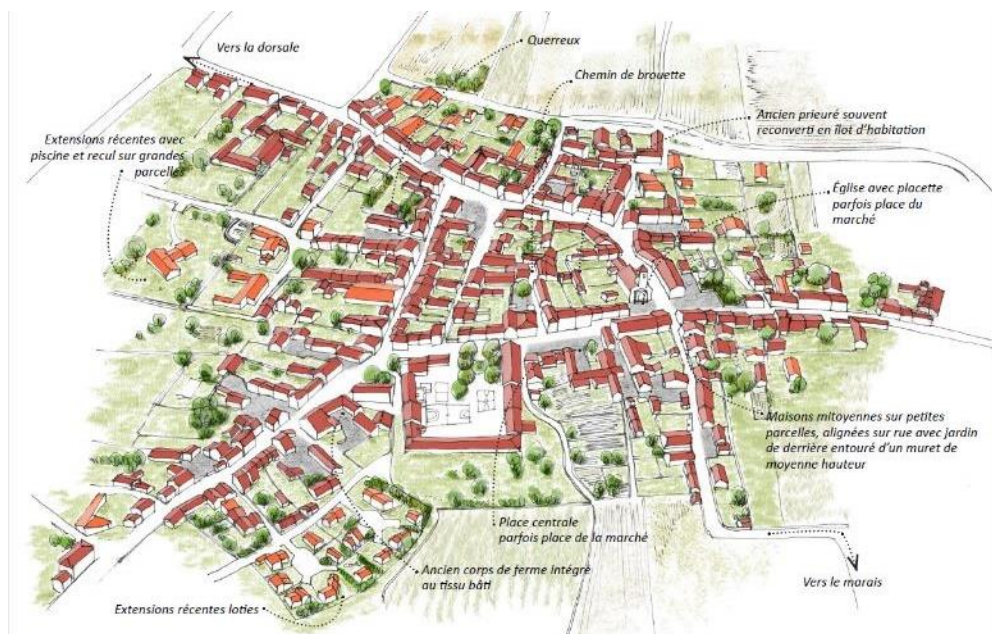 Vers la dorsale
Querreux
Chemin de brouette
Ancien prieuré souvent
reconverti en îlot d'habitation
Extensions récentes avec
piscine et recul sur grandes
parcelles
Église avec placette
parfois place du
marché
Maisons mitoyennes sur petites
parcelles, alignées sur rue avec jardin
de derrière entouré d'un muret de
moyenne hauteur
Place centrale
parfois place de la marché
Ancien corps de ferme intégré
au tissu bâti
Extensions récentes loties
Vers le marais